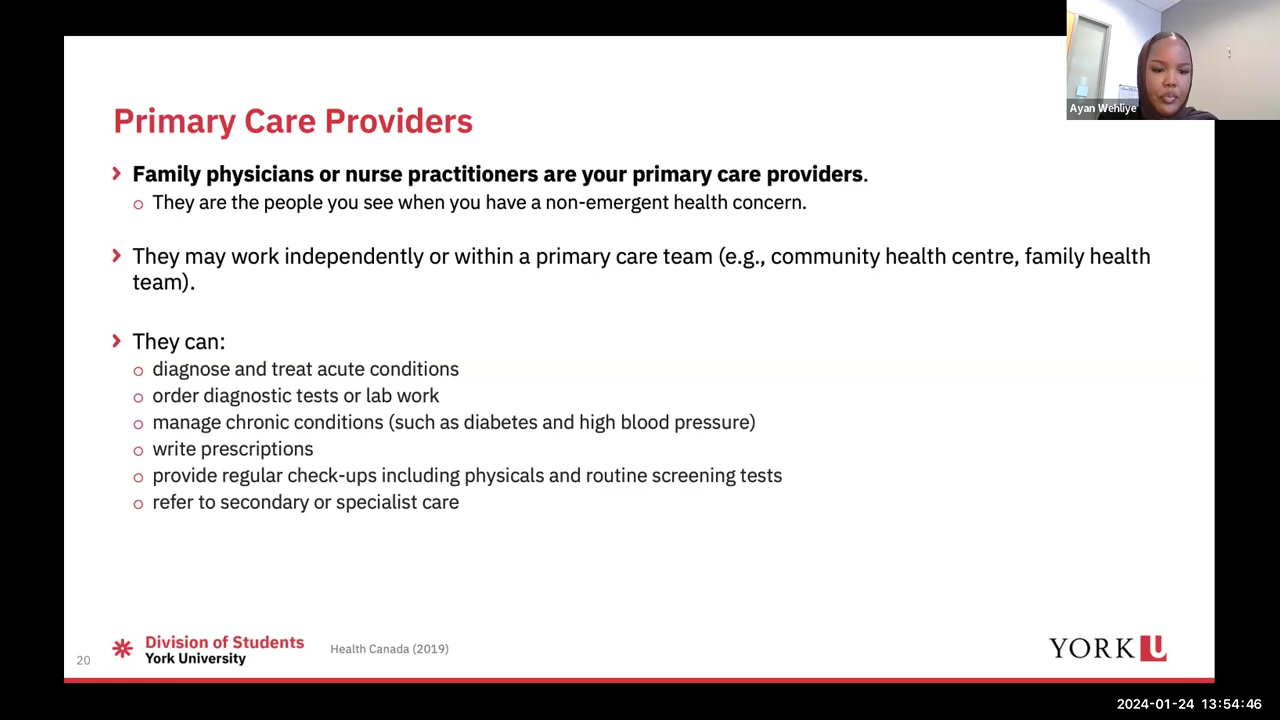 Ayan Wehliye
Primary Care Providers
Family physicians or nurse practitioners are your primary care providers.
They are the people you see when you have a non-emergent health concern.
They may work independently or within a primary care team (e.g., community health centre, family health
team).
They can:
diagnose and treat acute conditions
order diagnostic tests or lab work
manage chronic conditions (such as diabetes and high blood pressure)
write prescriptions
provide regular check-ups including physicals and routine screening tests
refer to secondary or specialist care
20
Division of Students
York University
Health Canada (2019)
YORK U
2024-01-24 13:54:46